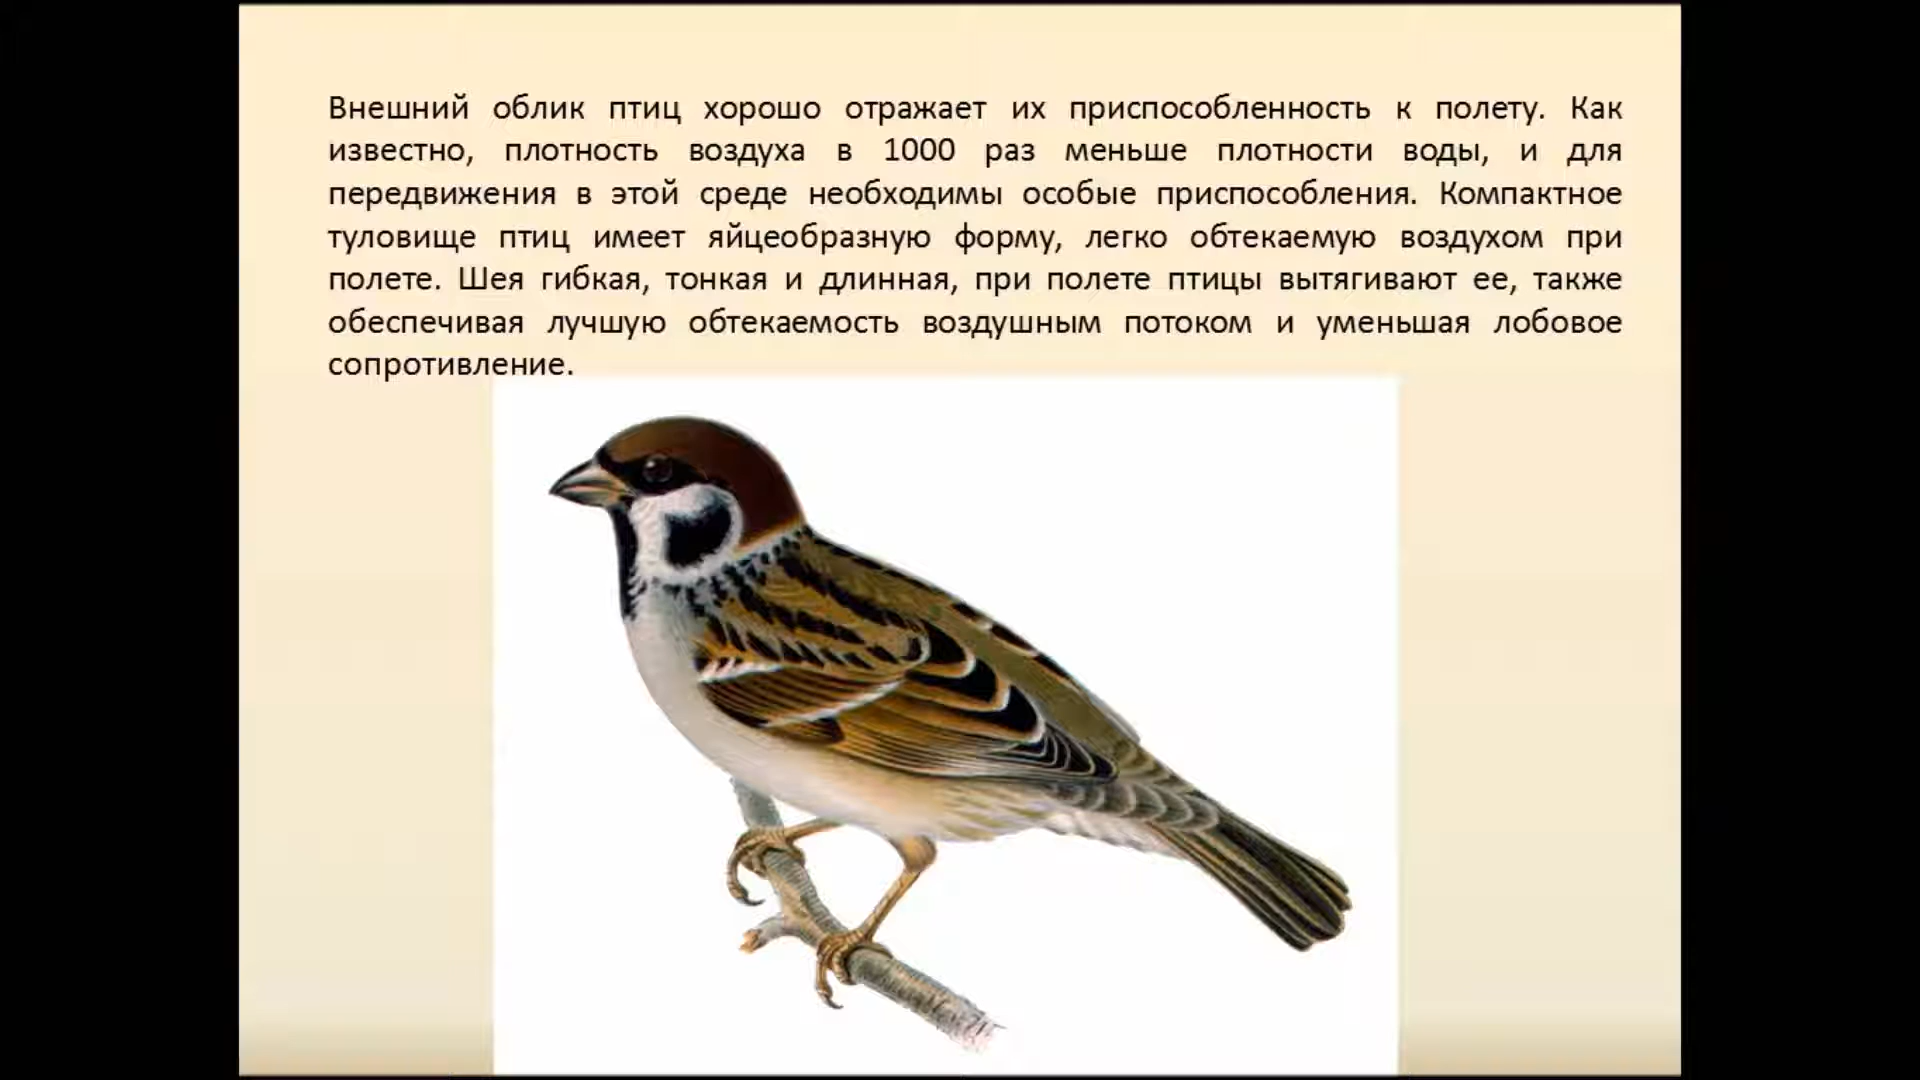 Внешний облик птиц хорошо отражает их приспособленность к полету. Как
известно, плотность воздуха в 1000 раз меньше плотности воды, и для
передвижения в этой среде необходимы особые приспособления. Компактное
туловище птиц имеет яйцеобразную форму, легко обтекаемую воздухом при
полете. Шея гибкая, тонкая и длинная, при полете птицы вытягивают ее, также
обеспечивая лучшую обтекаемость воздушным потоком и уменьшая лобовое
сопротивление.